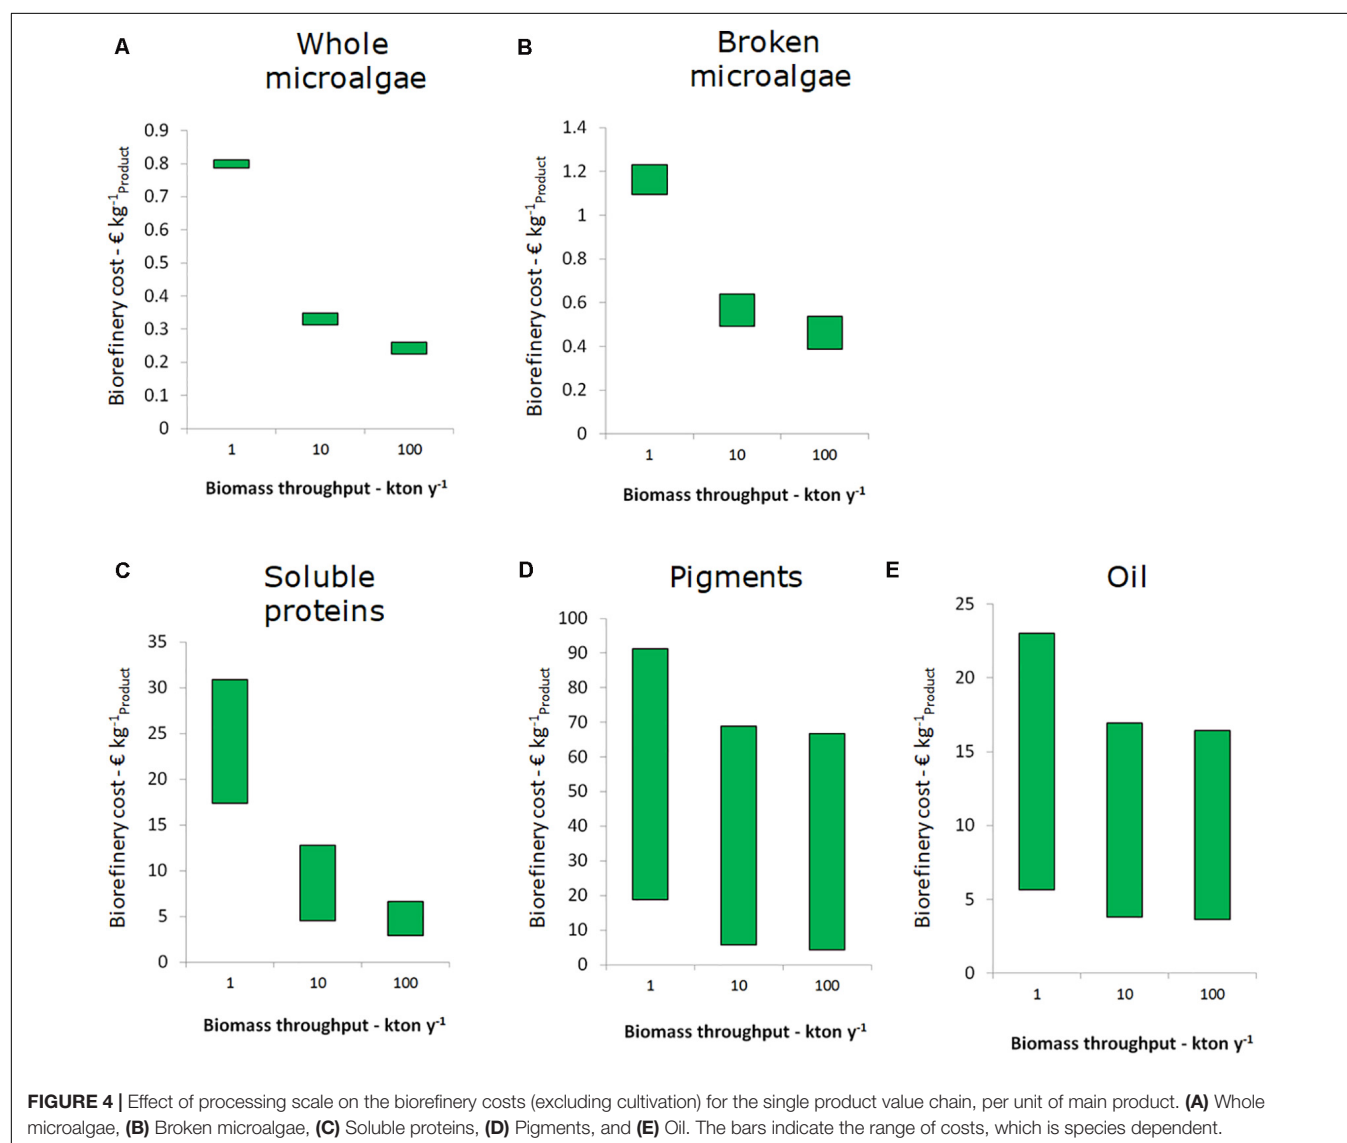 A
Whole
microalgae
0.9
0.8
0.7
0.6
0.5
0.4
0.3
0.2
0.1
0
Biorefinery cost - € kg-1Product
1 10 100
Biomass throughput - kton y-1
B
Broken
microalgae
1.4
1.2
1
0.8
0.6
0.4
0.2
0
Biorefinery cost - € kg-1Product
1 10 100
Biomass throughput - kton y-1
C
Soluble
proteins
35
30
25
20
15
10
5
0
Biorefinery cost - € kg-1Product
1 10 100
Biomass throughput - kton y-1
D
Pigments
100
90
80
70
60
50
40
30
20
10
0
Biorefinery cost - € kg-1Product
1 10 100
Biomass throughput - kton y-1
E
Oil
25
20
15
10
5
0
Biorefinery cost - € kg-1Product
1 10 100
Biomass throughput - kton y-1
FIGURE 4 | Effect of processing scale on the biorefinery costs (excluding cultivation) for the single product value chain, per unit of main product. (A) Whole
microalgae, (B) Broken microalgae, (C) Soluble proteins, (D) Pigments, and (E) Oil. The bars indicate the range of costs, which is species dependent.